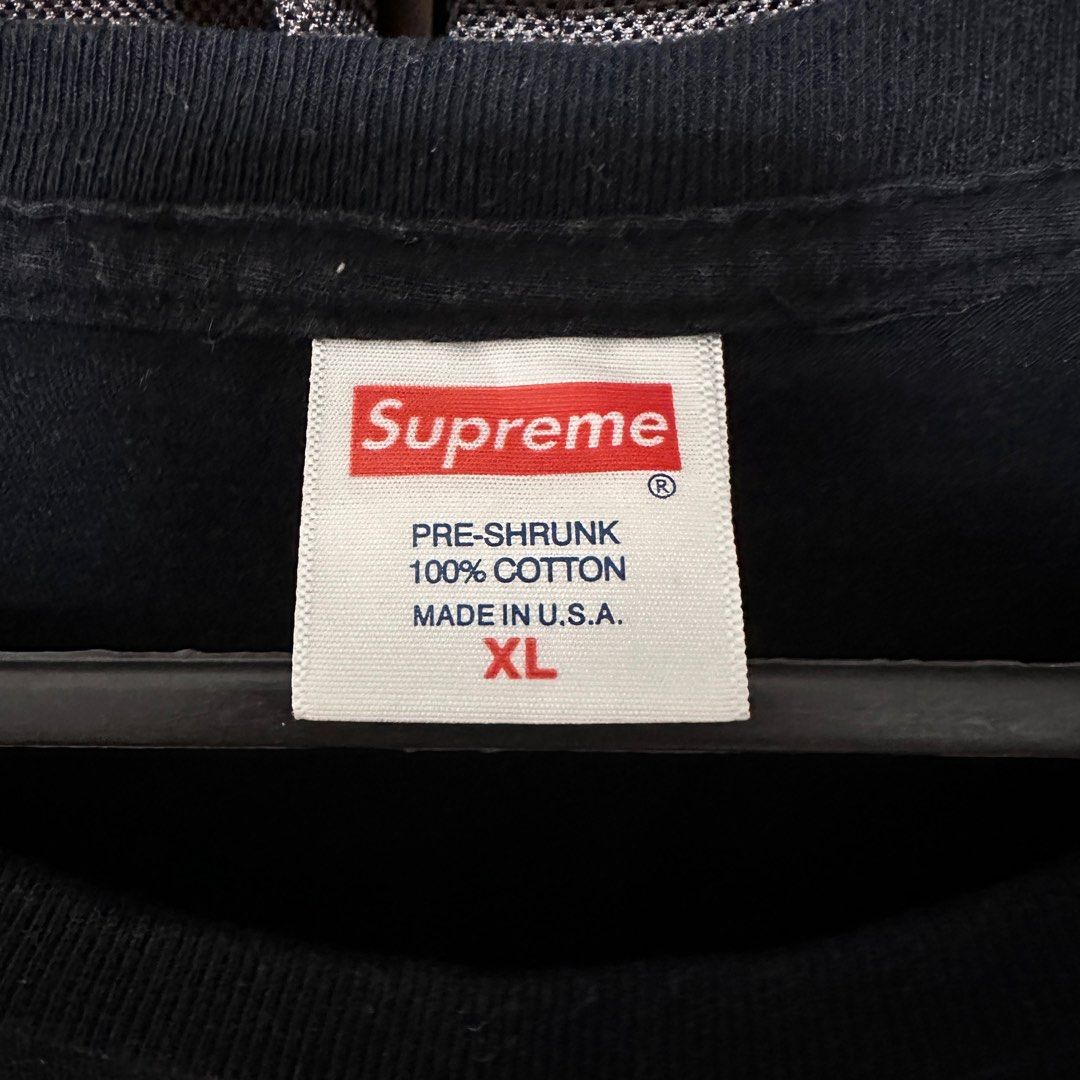 Supreme
®
PRE-SHRUNK
100% COTTON
MADE IN U.S.A.
XL